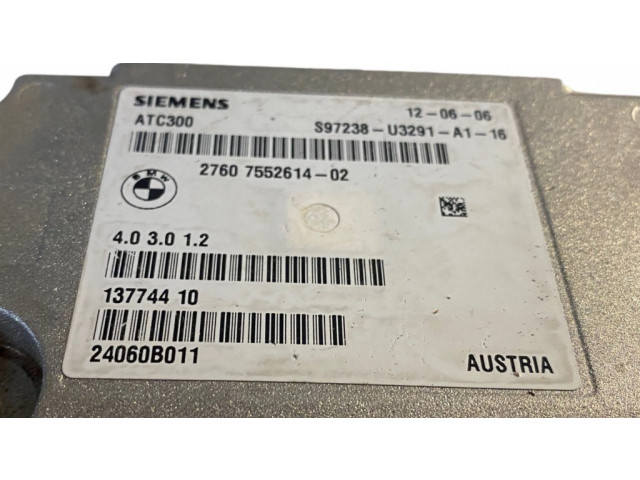 SIEMENS 12-06-06
ATC300 S97238-U3291-A1-16
BMW 2760 7552614-02
4.0 3.0 1.2
137744 10
24060B011 AUSTRIA